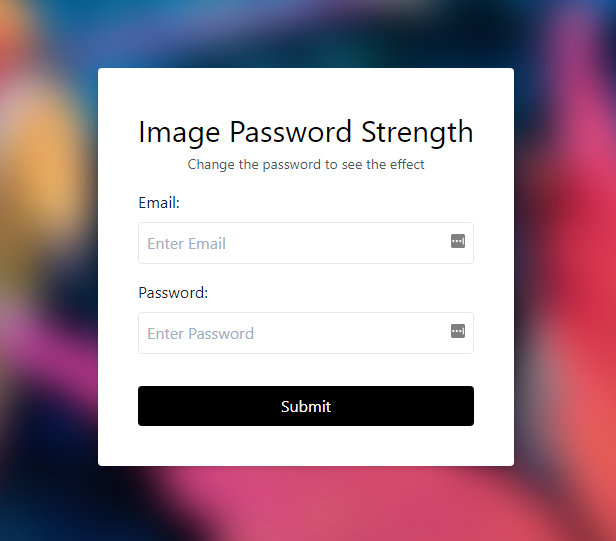 Image Password Strength
Change the password to see the effect
Email:
Enter Email
Password:
Enter Password
Submit